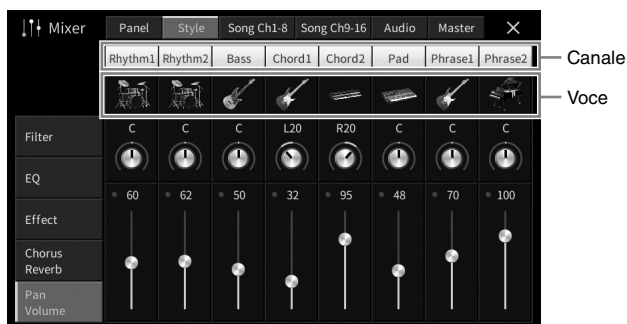 Mixer Panel Style Song Ch1-8 Song Ch9-16 Audio Master ×
Rhythm1 Rhythm2 Bass Chord1 Chord2 Pad Phrase1 Phrase2 Canale
Voce
Filter C C C L20 R20 C C C
EQ
60 62 50 32 95 48 70 100
Effect
Chorus
Reverb
Pan
Volume